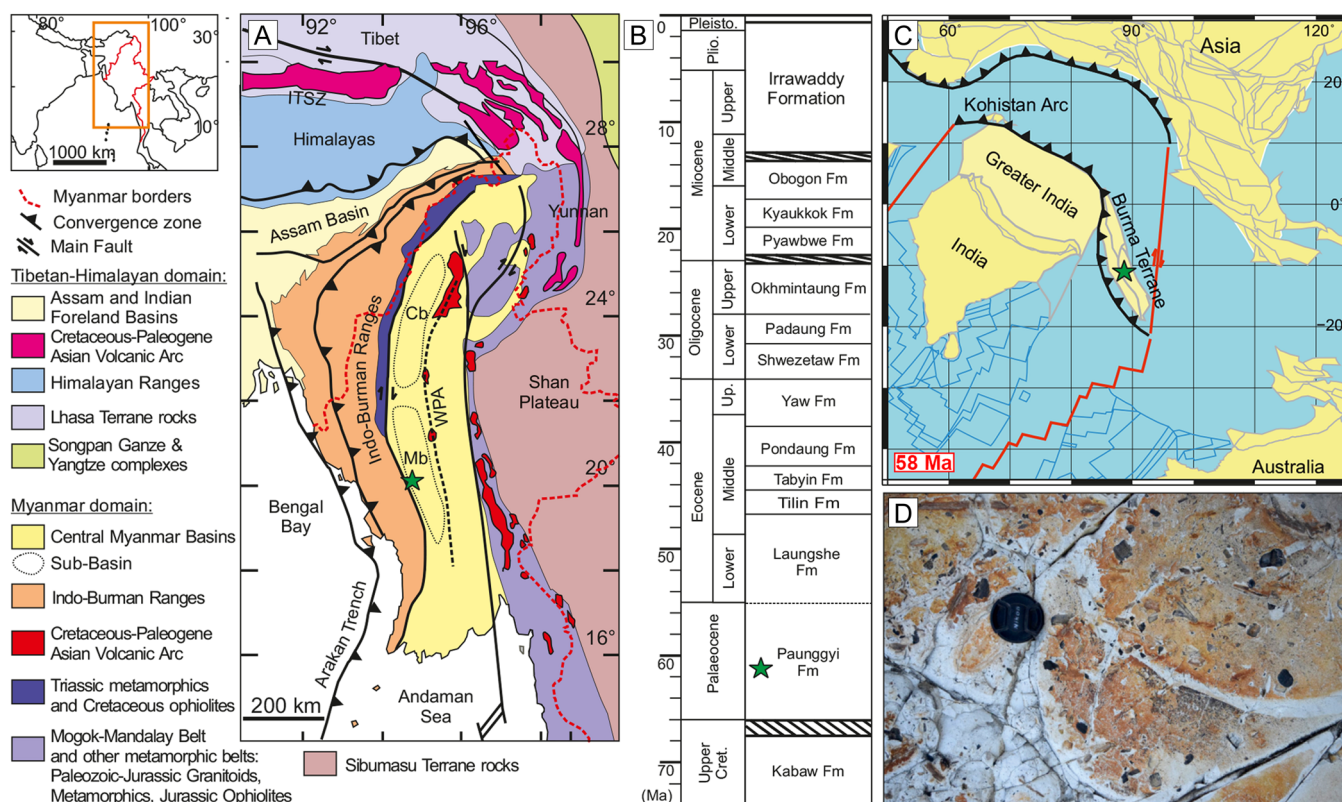 80°
100°
30°
10°
1000 km
Myanmar borders
Convergence zone
Main Fault
Tibetan-Himalayan domain:
Assam and Indian
Foreland Basins
Cretaceous-Paleogene
Asian Volcanic Arc
Himalayan Ranges
Lhasa Terrane rocks
Songpan Ganze &
Yangtze complexes
Myanmar domain:
Central Myanmar Basins
Sub-Basin
Indo-Burman Ranges
Cretaceous-Paleogene
Asian Volcanic Arc
Triassic metamorphics
and Cretaceous ophiolites
Mogok-Mandalay Belt
and other metamorphic belts:
Paleozoic-Jurassic Granitoids,
Metamorphics, Jurassic Ophiolites
Sibumasu Terrane rocks
A
92°
96°
Tibet
ITSZ
Himalayas
28°
Assam Basin
Yunnan
24°
Cb
Indo-Burman Ranges
WPA
Shan
Plateau
Mb
20°
Bengal
Bay
Arakan Trench
16°
Andaman
Sea
200 km
B
0
10
20
30
40
50
60
70
(Ma)
Pleisto.
Plio.
Miocene
Upper
Middle
Lower
Oligocene
Upper
Lower
Eocene
Up.
Middle
Lower
Palaeocene
Upper
Cret.
Irrawaddy
Formation
Obogon Fm
Kyaukkok Fm
Pyawbwe Fm
Okhmintaung Fm
Padaung Fm
Shwezetaw Fm
Yaw Fm
Pondaung Fm
Tabyin Fm
Tilin Fm
Laungshe
Fm
Paunggyi
Fm
Kabaw Fm
C
60°
90°
120°
Asia
20°
Kohistan Arc
Greater India
Burma Terrane
0°
India
−20°
58 Ma
Australia
D